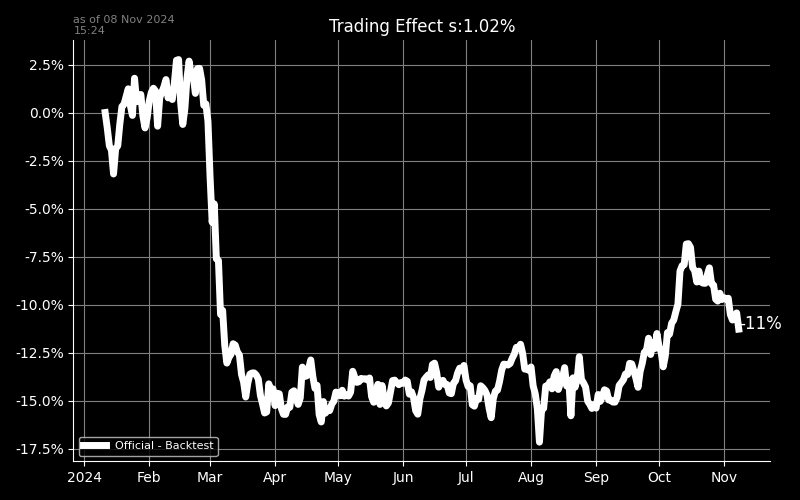 as of 08 Nov 2024
15:24
Trading Effect s:1.02%
2.5%
0.0%
-2.5%
-5.0%
-7.5%
-10.0%
-12.5%
-15.0%
-17.5%
-11%
Official - Backtest
2024 Feb Mar Apr May Jun Jul Aug Sep Oct Nov